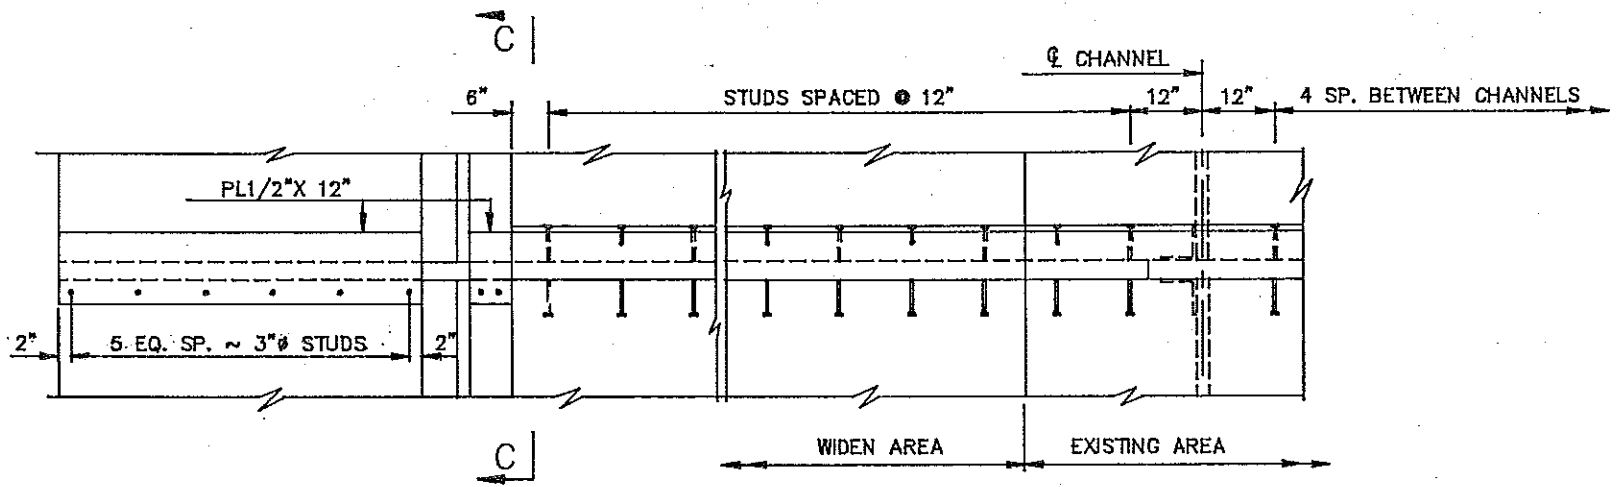 C
℄ CHANNEL
6"
STUDS SPACED @ 12"
12"
12"
4 SP. BETWEEN CHANNELS
PL1/2"X 12"
2"
5 EQ. SP. ~ 3"ø STUDS
2"
C
WIDEN AREA
EXISTING AREA